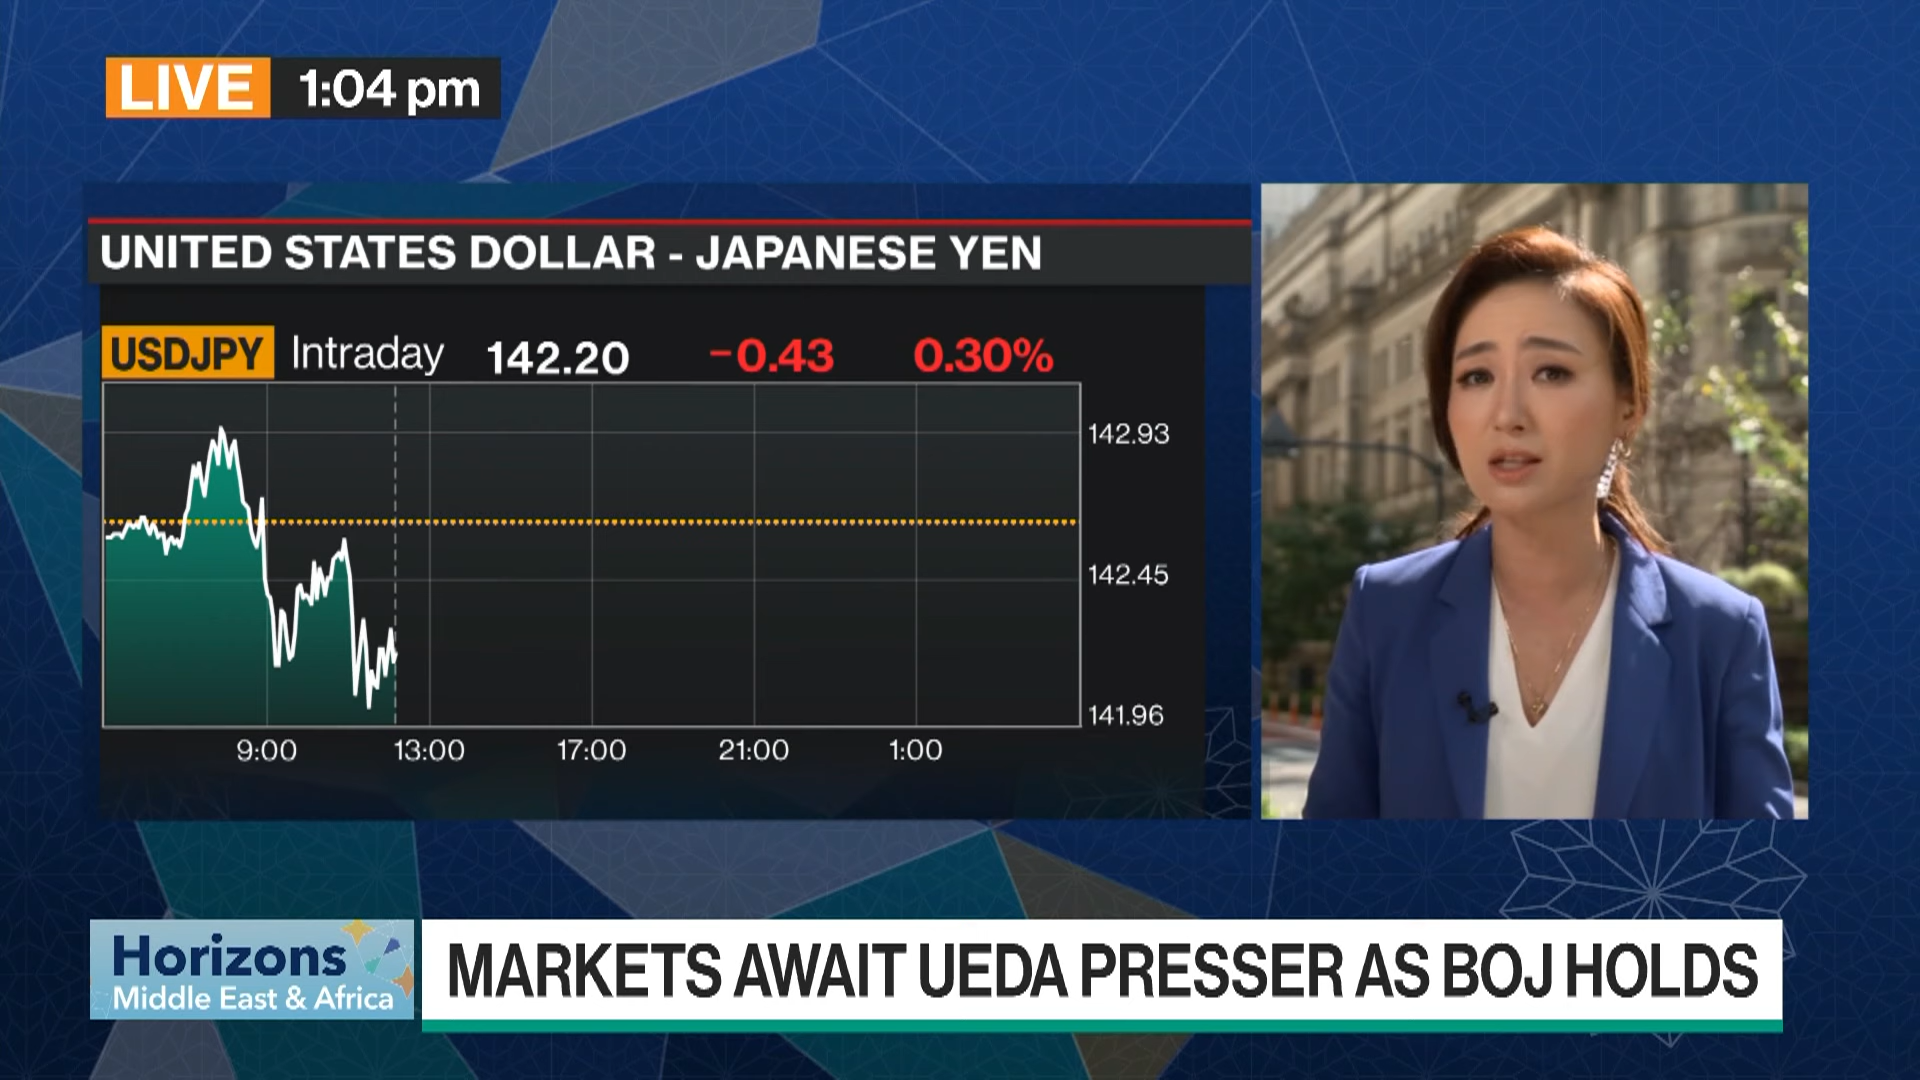 LIVE 1:04 pm
UNITED STATES DOLLAR - JAPANESE YEN
USDJPY Intraday 142.20 -0.43 0.30%
142.93
142.45
141.96
9:00 13:00 17:00 21:00 1:00
Horizons
Middle East & Africa
MARKETS AWAIT UEDA PRESSER AS BOJ HOLDS